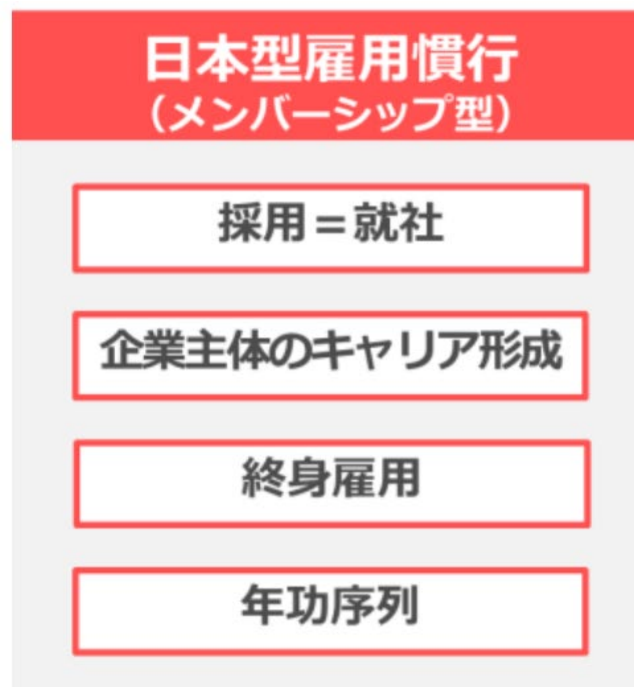 日本型雇用慣行
（メンバーシップ型）
採用＝就社
企業主体のキャリア形成
終身雇用
年功序列